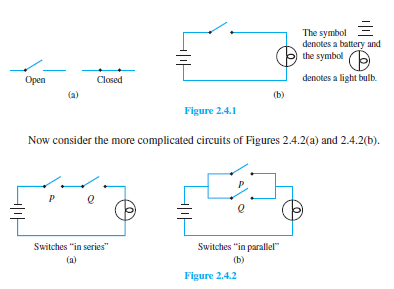 The symbol
denotes a battery and
the symbol
denotes a light bulb.
Open Closed
(a) (b)
Figure 2.4.1
Now consider the more complicated circuits of Figures 2.4.2(a) and 2.4.2(b).
P Q
P
Q
Switches "in series" Switches "in parallel"
(a) (b)
Figure 2.4.2